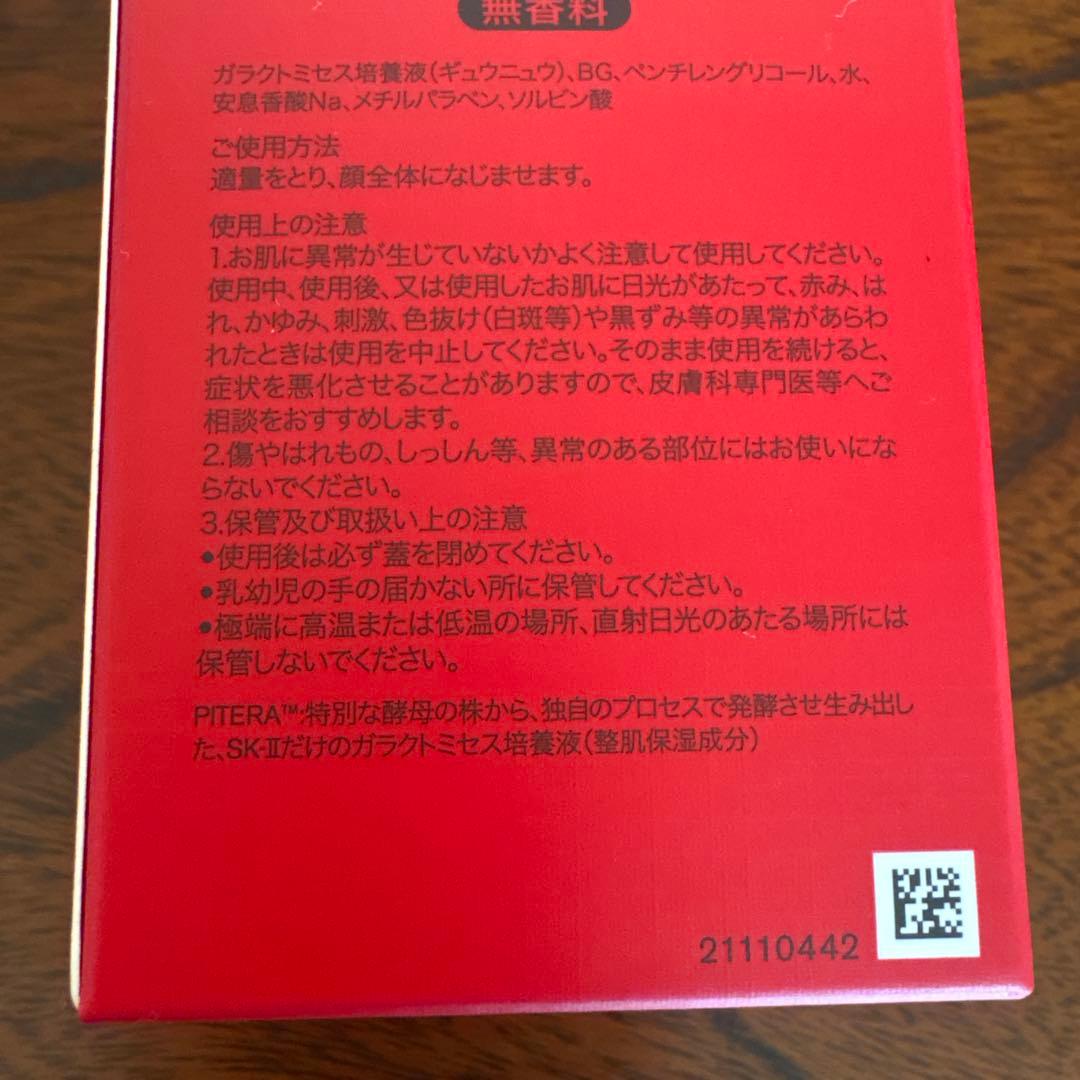 無香料
ガラクトミセス培養液(ギュウニュウ)、BG、ペンチレングリコール、水、
安息香酸Na、メチルパラベン、ソルビン酸
ご使用方法
適量をとり、顔全体になじませます。
使用上の注意
1.お肌に異常が生じていないかよく注意して使用してください。
使用中、使用後、又は使用したお肌に日光があたって、赤み、は
れ、かゆみ、刺激、色抜け(白斑等)や黒ずみ等の異常があらわ
れたときは使用を中止してください。そのまま使用を続けると、
症状を悪化させることがありますので、皮膚科専門医等へご
相談をおすすめします。
2.傷やはれもの、しっしん等、異常のある部位にはお使いにな
らないでください。
3.保管及び取扱い上の注意
●使用後は必ず蓋を閉めてください。
●乳幼児の手の届かない所に保管してください。
●極端に高温または低温の場所、直射日光のあたる場所には
保管しないでください。
PITERA™:特別な酵母の株から、独自のプロセスで発酵させ生み出し
た、SK-Ⅱだけのガラクトミセス培養液(整肌保湿成分)
21110442